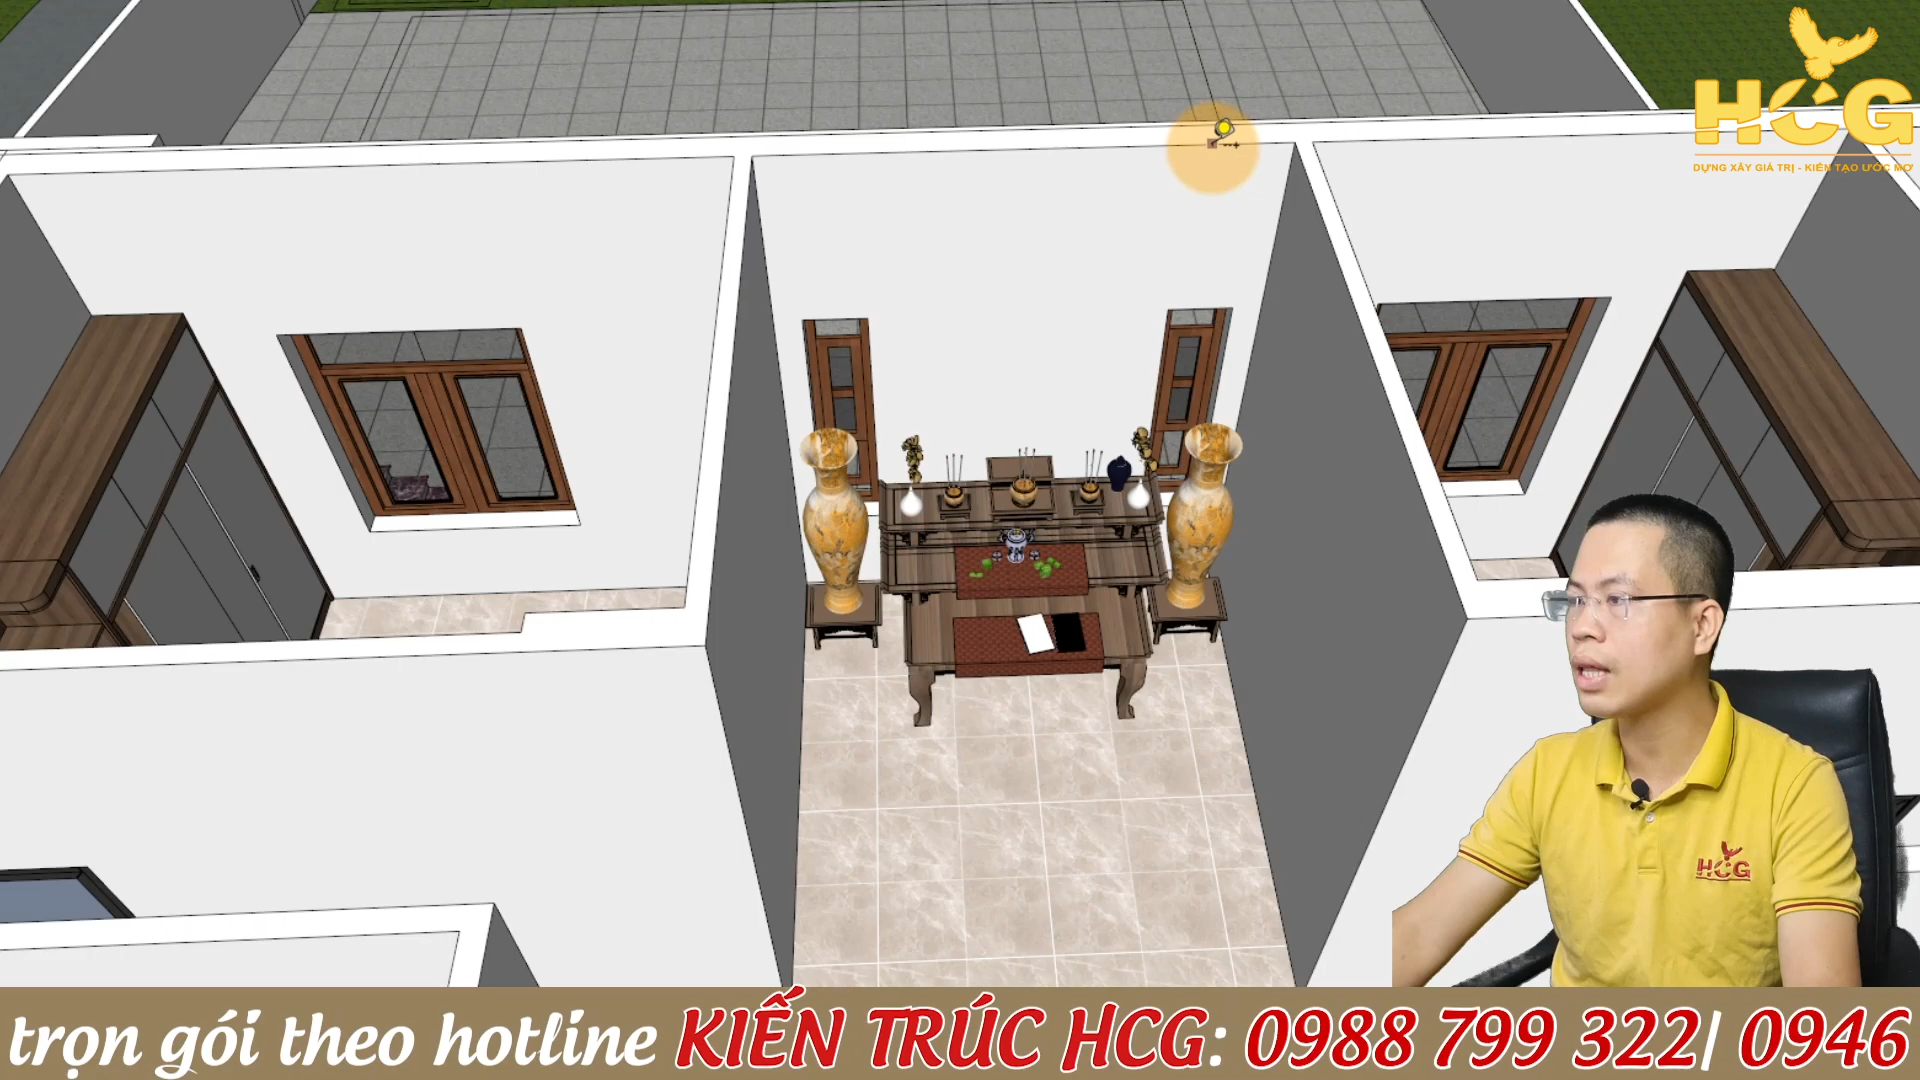 HCG
DỰNG XÂY GIÁ TRỊ - KIẾN TẠO ƯỚC MƠ
HCG
trọn gói theo hotline KIẾN TRÚC HCG: 0988 799 322| 0946